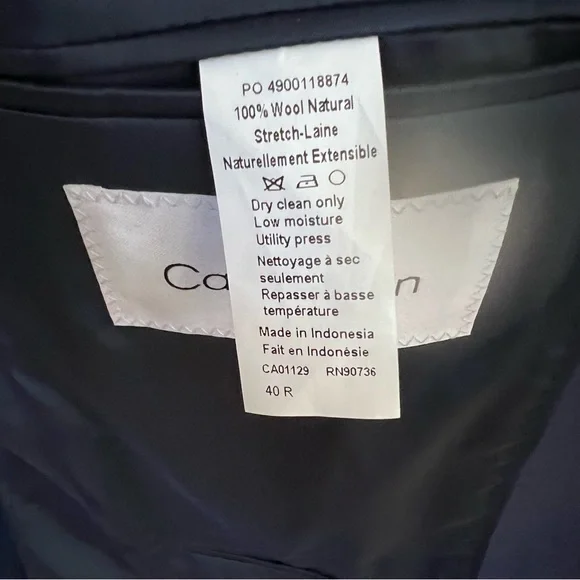 PO 4900118874
100% Wool Natural
Stretch-Laine
Naturellement Extensible
Dry clean only
Low moisture
Utility press
Nettoyage à sec
seulement
Repasser à basse
température
Made in Indonesia
Fait en Indonésie
CA01129 RN90736
40 R